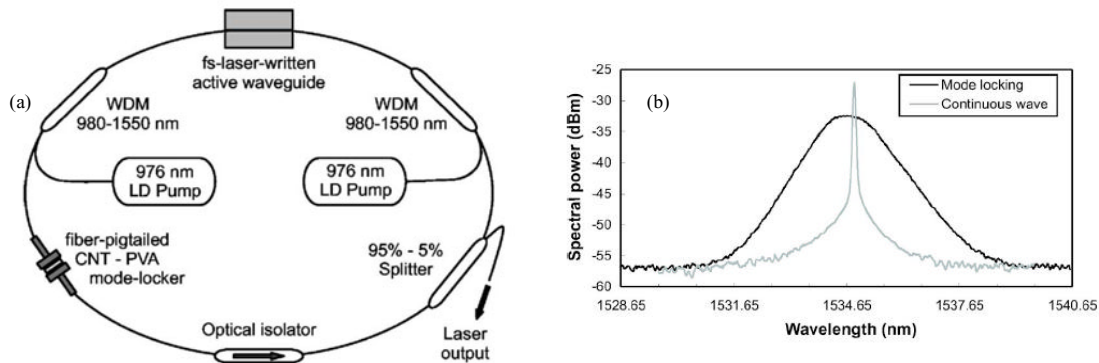 (a)
fs-laser-written
active waveguide
WDM
980-1550 nm
WDM
980-1550 nm
976 nm
LD Pump
976 nm
LD Pump
fiber-pigtailed
CNT - PVA
mode-locker
95% - 5%
Splitter
Optical isolator
Laser
output
(b)
Mode locking
Continuous wave
Spectral power (dBm)
-25
-30
-35
-40
-45
-50
-55
-60
1528.65 1531.65 1534.65 1537.65 1540.65
Wavelength (nm)